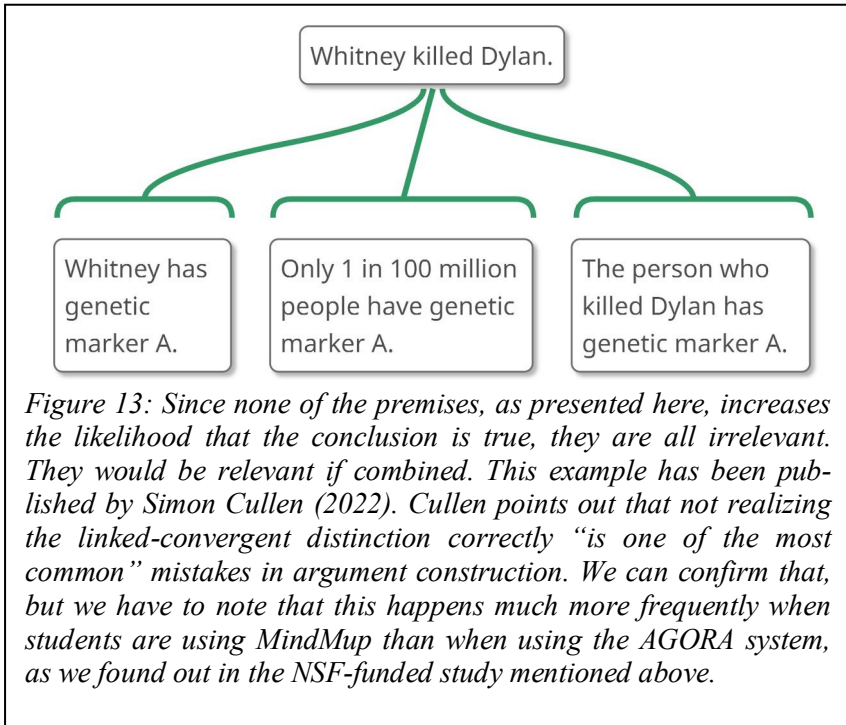 Whitney killed Dylan.
Whitney has
genetic
marker A.
Only 1 in 100 million
people have genetic
marker A.
The person who
killed Dylan has
genetic marker A.
Figure 13: Since none of the premises, as presented here, increases
the likelihood that the conclusion is true, they are all irrelevant.
They would be relevant if combined. This example has been pub-
lished by Simon Cullen (2022). Cullen points out that not realizing
the linked-convergent distinction correctly “is one of the most
common” mistakes in argument construction. We can confirm that,
but we have to note that this happens much more frequently when
students are using MindMup than when using the AGORA system,
as we found out in the NSF-funded study mentioned above.